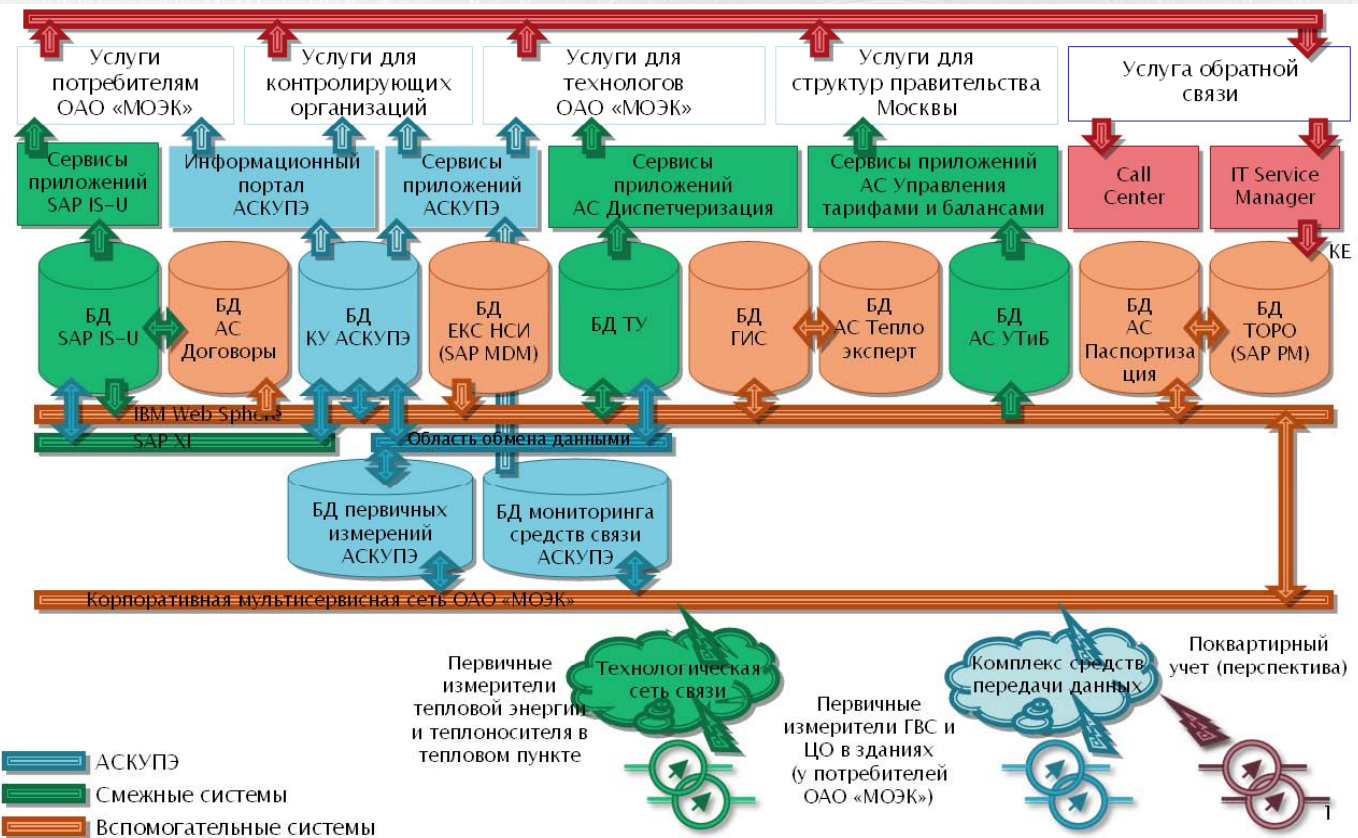 Услуги
потребителям
ОАО «МОЭК»
Услуги для
контролирующих
организаций
Услуги для
технологов
ОАО «МОЭК»
Услуги для
структур правительства
Москвы
Услуга обратной
связи
Сервисы
приложений
SAP IS-U
Информационный
портал
АСКУПЭ
Сервисы
приложений
АСКУПЭ
Сервисы
приложений
АС Диспетчеризация
Сервисы приложений
АС Управления
тарифами и балансами
Call
Center
IT Service
Manager
КЕ
БД
SAP IS-U
БД
АС
Договоры
БД
КУ АСКУПЭ
БД
ЕКС НСИ
(SAP MDM)
БД ТУ
БД
ГИС
БД
АС Тепло
эксперт
БД
АС УТиБ
БД
АС
Паспортиза
ция
БД
ТОРО
(SAP PM)
IBM Web Sphere
SAP XI
Область обмена данными
БД первичных
измерений
АСКУПЭ
БД мониторинга
средств связи
АСКУПЭ
Корпоративная мультисервисная сеть ОАО «МОЭК»
Первичные
измерители
тепловой энергии
и теплоносителя в
тепловом пункте
Технологическая
сеть связи
Первичные
измерители ГВС и
ЦО в зданиях
(у потребителей
ОАО «МОЭК»)
Комплекс средств
передачи данных
Поквартирный
учет (перспектива)
АСКУПЭ
Смежные системы
Вспомогательные системы
1